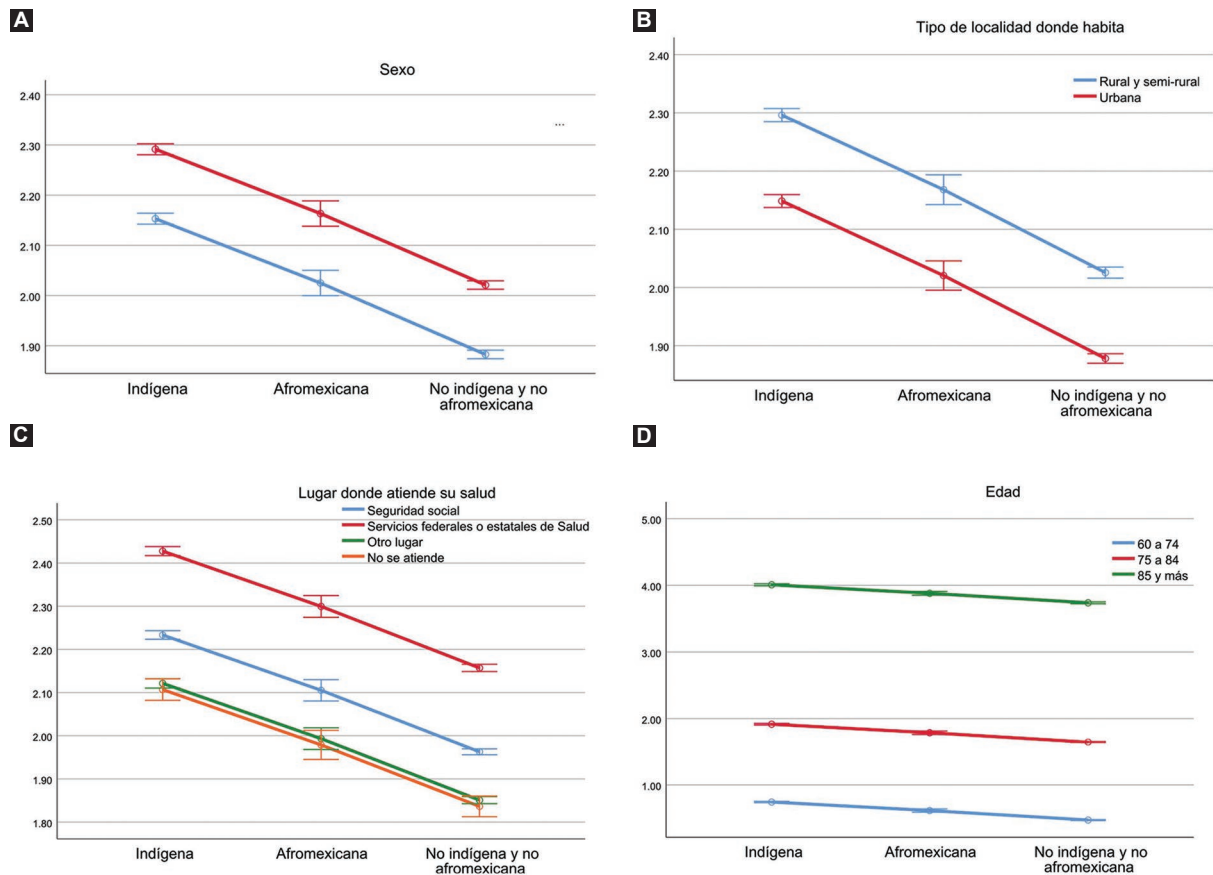 A
Sexo
...
2.40
2.30
2.20
2.10
2.00
1.90
Indígena
Afromexicana
No indígena y no
afromexicana
B
Tipo de localidad donde habita
Rural y semi-rural
Urbana
2.40
2.30
2.20
2.10
2.00
1.90
Indígena
Afromexicana
No indígena y no
afromexicana
C
Lugar donde atiende su salud
Seguridad social
Servicios federales o estatales de Salud
Otro lugar
No se atiende
2.50
2.40
2.30
2.20
2.10
2.00
1.90
1.80
Indígena
Afromexicana
No indígena y no
afromexicana
D
Edad
60 a 74
75 a 84
85 y más
5.00
4.00
3.00
2.00
1.00
Indígena
Afromexicana
No indígena y no
afromexicana